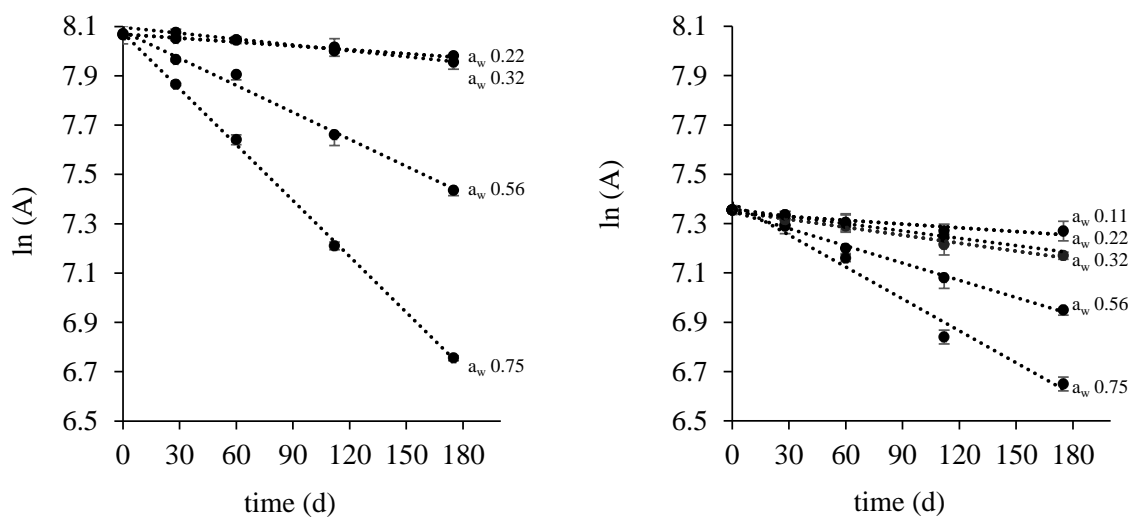 8.1
7.9
7.7
7.5
7.3
7.1
6.9
6.7
6.5
ln (A)
0 30 60 90 120 150 180
time (d)
a_w 0.22
a_w 0.32
a_w 0.56
a_w 0.75
8.1
7.9
7.7
7.5
7.3
7.1
6.9
6.7
6.5
ln (A)
0 30 60 90 120 150 180
time (d)
a_w 0.11
a_w 0.22
a_w 0.32
a_w 0.56
a_w 0.75